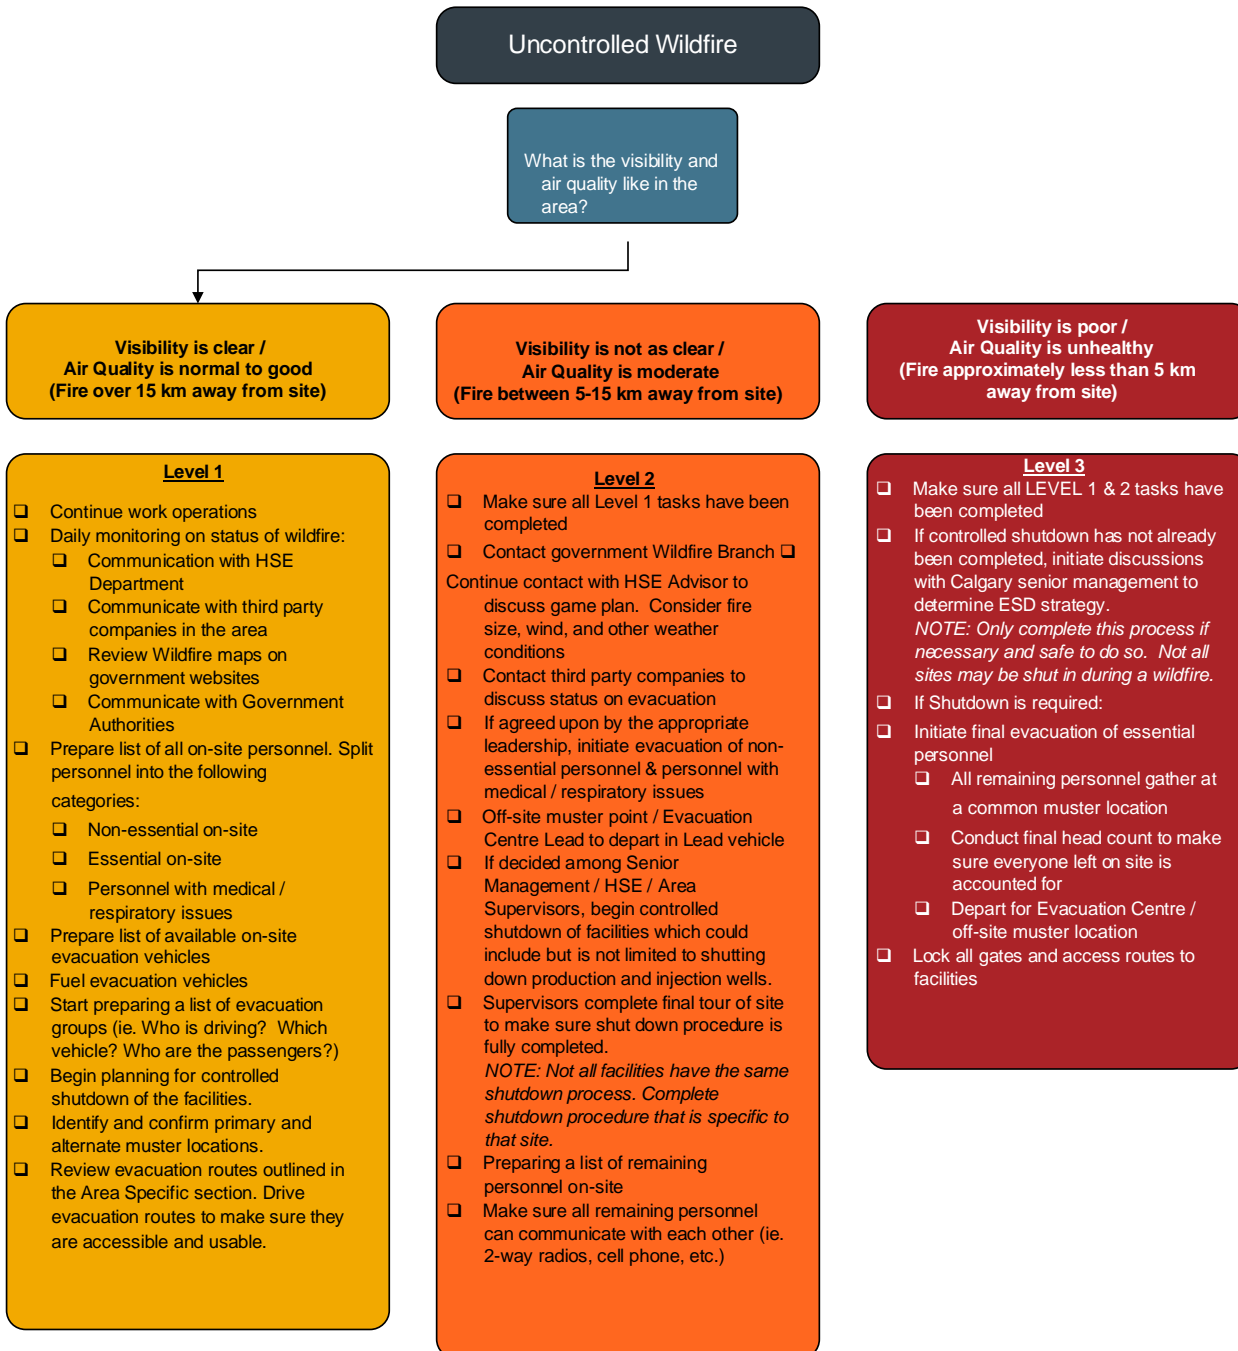 Uncontrolled Wildfire
What is the visibility and
air quality like in the
area?
Visibility is clear /
Air Quality is normal to good
(Fire over 15 km away from site)
Visibility is not as clear /
Air Quality is moderate
(Fire between 5-15 km away from site)
Visibility is poor /
Air Quality is unhealthy
(Fire approximately less than 5 km
away from site)
Level 1
❑ Continue work operations
❑ Daily monitoring on status of wildfire:
❑ Communication with HSE
Department
❑ Communicate with third party
companies in the area
❑ Review Wildfire maps on
government websites
❑ Communicate with Government
Authorities
❑ Prepare list of all on-site personnel. Split
personnel into the following
categories:
❑ Non-essential on-site
❑ Essential on-site
❑ Personnel with medical /
respiratory issues
❑ Prepare list of available on-site
evacuation vehicles
❑ Fuel evacuation vehicles
❑ Start preparing a list of evacuation
groups (ie. Who is driving? Which
vehicle? Who are the passengers?)
❑ Begin planning for controlled
shutdown of the facilities.
❑ Identify and confirm primary and
alternate muster locations.
❑ Review evacuation routes outlined in
the Area Specific section. Drive
evacuation routes to make sure they
are accessible and usable.
Level 2
❑ Make sure all Level 1 tasks have been
completed
❑ Contact government Wildfire Branch ❑
Continue contact with HSE Advisor to
discuss game plan. Consider fire
size, wind, and other weather
conditions
❑ Contact third party companies to
discuss status on evacuation
❑ If agreed upon by the appropriate
leadership, initiate evacuation of non-
essential personnel & personnel with
medical / respiratory issues
❑ Off-site muster point / Evacuation
Centre Lead to depart in Lead vehicle
❑ If decided among Senior
Management / HSE / Area
Supervisors, begin controlled
shutdown of facilities which could
include but is not limited to shutting
down production and injection wells.
❑ Supervisors complete final tour of site
to make sure shut down procedure is
fully completed.
NOTE: Not all facilities have the same
shutdown process. Complete
shutdown procedure that is specific to
that site.
❑ Preparing a list of remaining
personnel on-site
❑ Make sure all remaining personnel
can communicate with each other (ie.
2-way radios, cell phone, etc.)
Level 3
❑ Make sure all LEVEL 1 & 2 tasks have
been completed
❑ If controlled shutdown has not already
been completed, initiate discussions
with Calgary senior management to
determine ESD strategy.
NOTE: Only complete this process if
necessary and safe to do so. Not all
sites may be shut in during a wildfire.
❑ If Shutdown is required:
❑ Initiate final evacuation of essential
personnel
❑ All remaining personnel gather at
a common muster location
❑ Conduct final head count to make
sure everyone left on site is
accounted for
❑ Depart for Evacuation Centre /
off-site muster location
❑ Lock all gates and access routes to
facilities